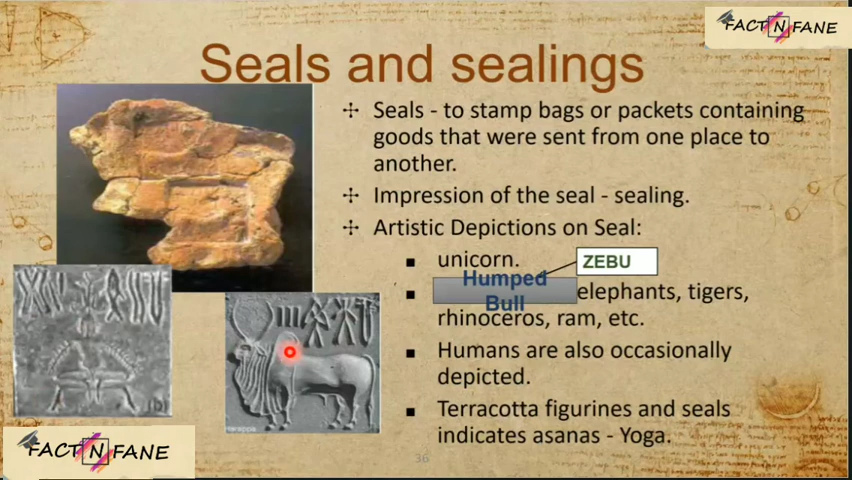 FACT N FANE
Seals and sealings
Seals - to stamp bags or packets containing
goods that were sent from one place to
another.
Impression of the seal - sealing.
Artistic Depictions on Seal:
unicorn.
ZEBU
Humped
Bull
elephants, tigers,
rhinoceros, ram, etc.
Humans are also occasionally
depicted.
Terracotta figurines and seals
indicates asanas - Yoga.
36
FACT N FANE